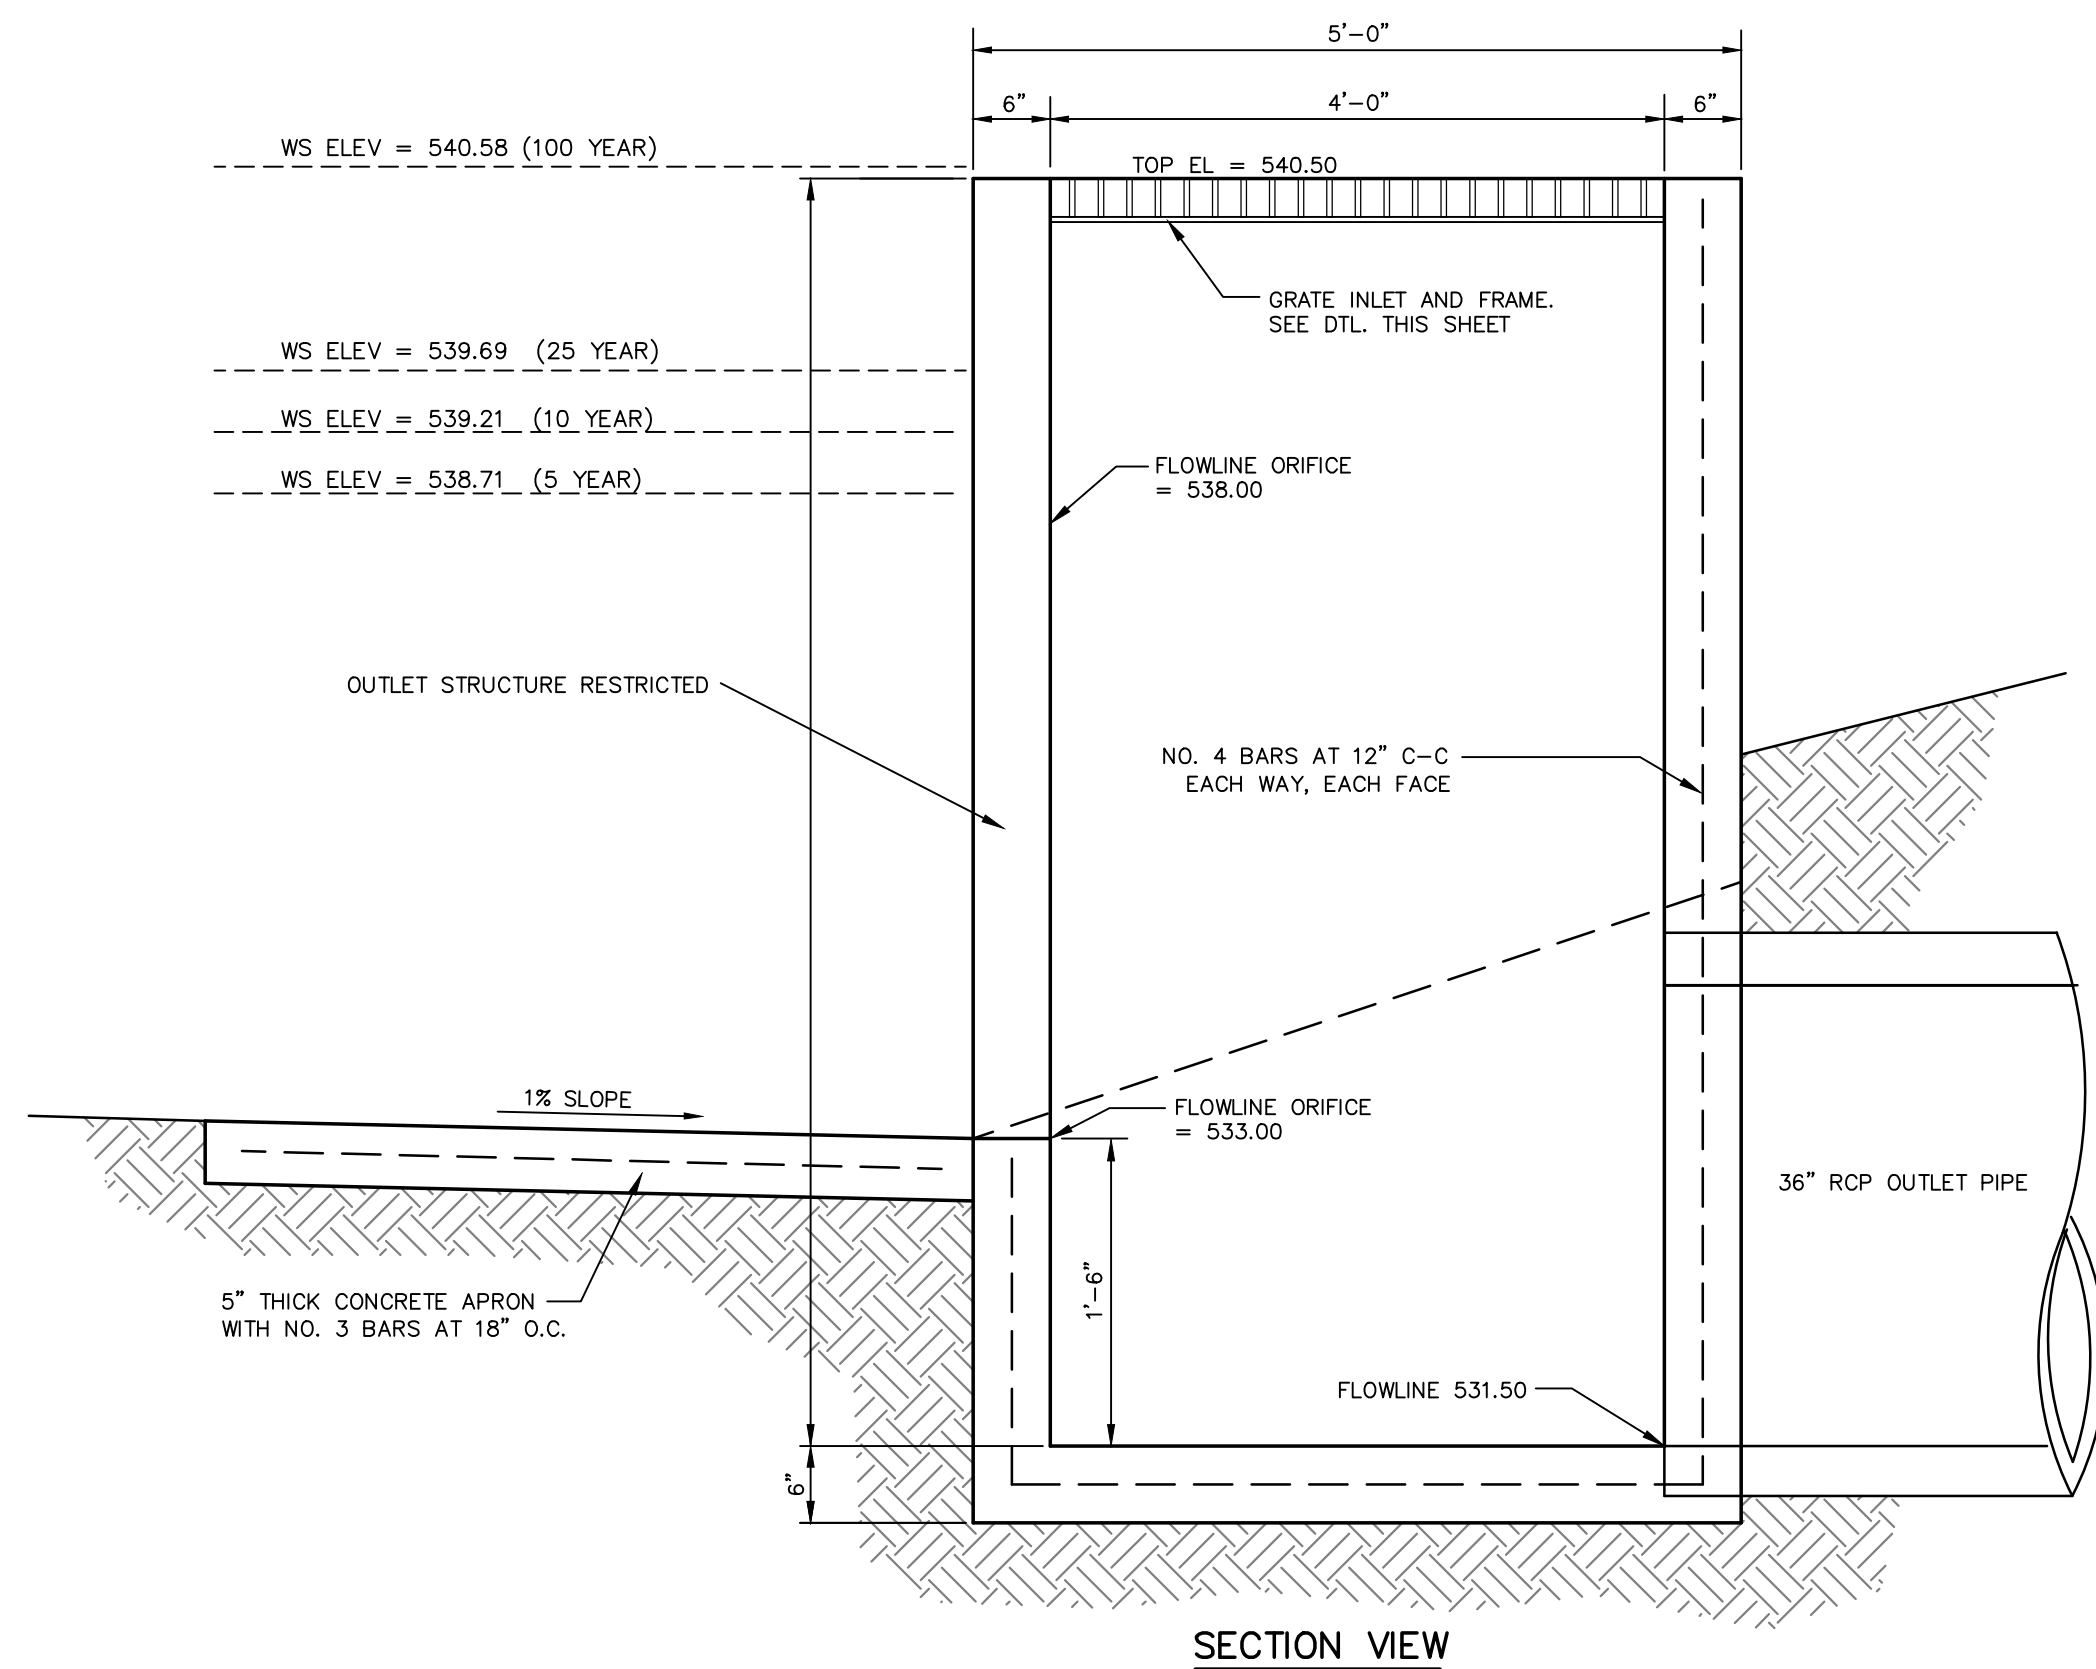 5'-0"
6"
4'-0"
6"
WS ELEV = 540.58 (100 YEAR)
TOP EL = 540.50
GRATE INLET AND FRAME.
SEE DTL. THIS SHEET
WS ELEV = 539.69 (25 YEAR)
WS ELEV = 539.21 (10 YEAR)
WS ELEV = 538.71 (5 YEAR)
FLOWLINE ORIFICE
= 538.00
OUTLET STRUCTURE RESTRICTED
NO. 4 BARS AT 12" C-C
EACH WAY, EACH FACE
1% SLOPE
FLOWLINE ORIFICE
= 533.00
36" RCP OUTLET PIPE
1'-6"
5" THICK CONCRETE APRON
WITH NO. 3 BARS AT 18" O.C.
FLOWLINE 531.50
6"
SECTION VIEW